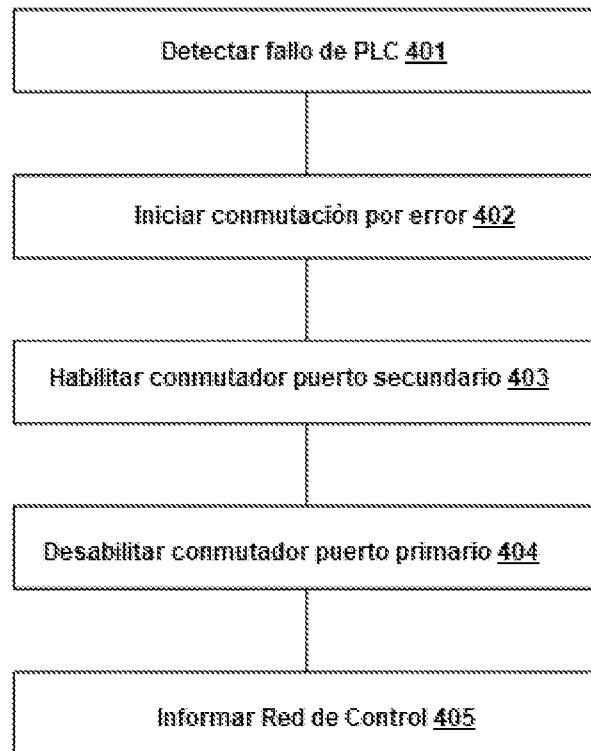 Detectar fallo de PLC 401
Iniciar conmutación por error 402
Habilitar conmutador puerto secundario 403
Desabilitar conmutador puerto primario 404
Informar Red de Control 405